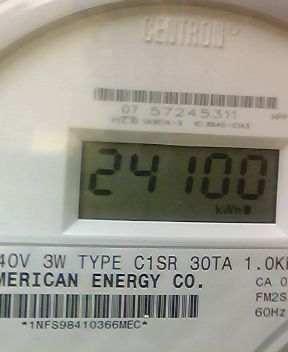 CENTRON®
07 57245311
24100
kWh
40V 3W TYPE C1SR 30TA 1.0K
MERICAN ENERGY CO.
CA 0
FM2S
60Hz
*1NFS98410366MEC*